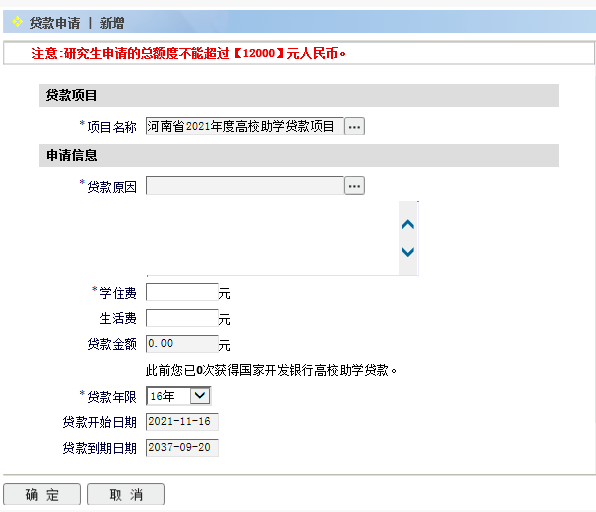 贷款申请 | 新增
注意:研究生申请的总额度不能超过【12000】元人民币。
贷款项目
*项目名称 河南省2021年度高校助学贷款项目 ...
申请信息
*贷款原因 ...
*学住费 元
生活费 元
贷款金额 0.00 元
此前您已0次获得国家开发银行高校助学贷款。
*贷款年限 16年
贷款开始日期 2021-11-16
贷款到期日期 2037-09-20
确 定 取 消